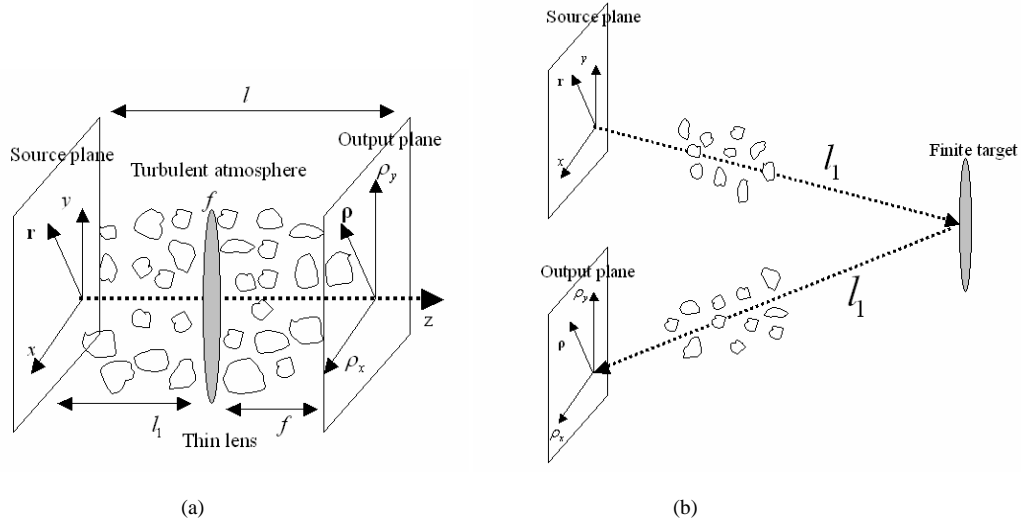 l
Source plane
Turbulent atmosphere
Output plane
f
y
r
x
ρy
ρ
ρx
z
l1
f
Thin lens
(a)
Source plane
y
r
x
l1
Finite target
Output plane
l1
ρy
ρ
ρx
(b)